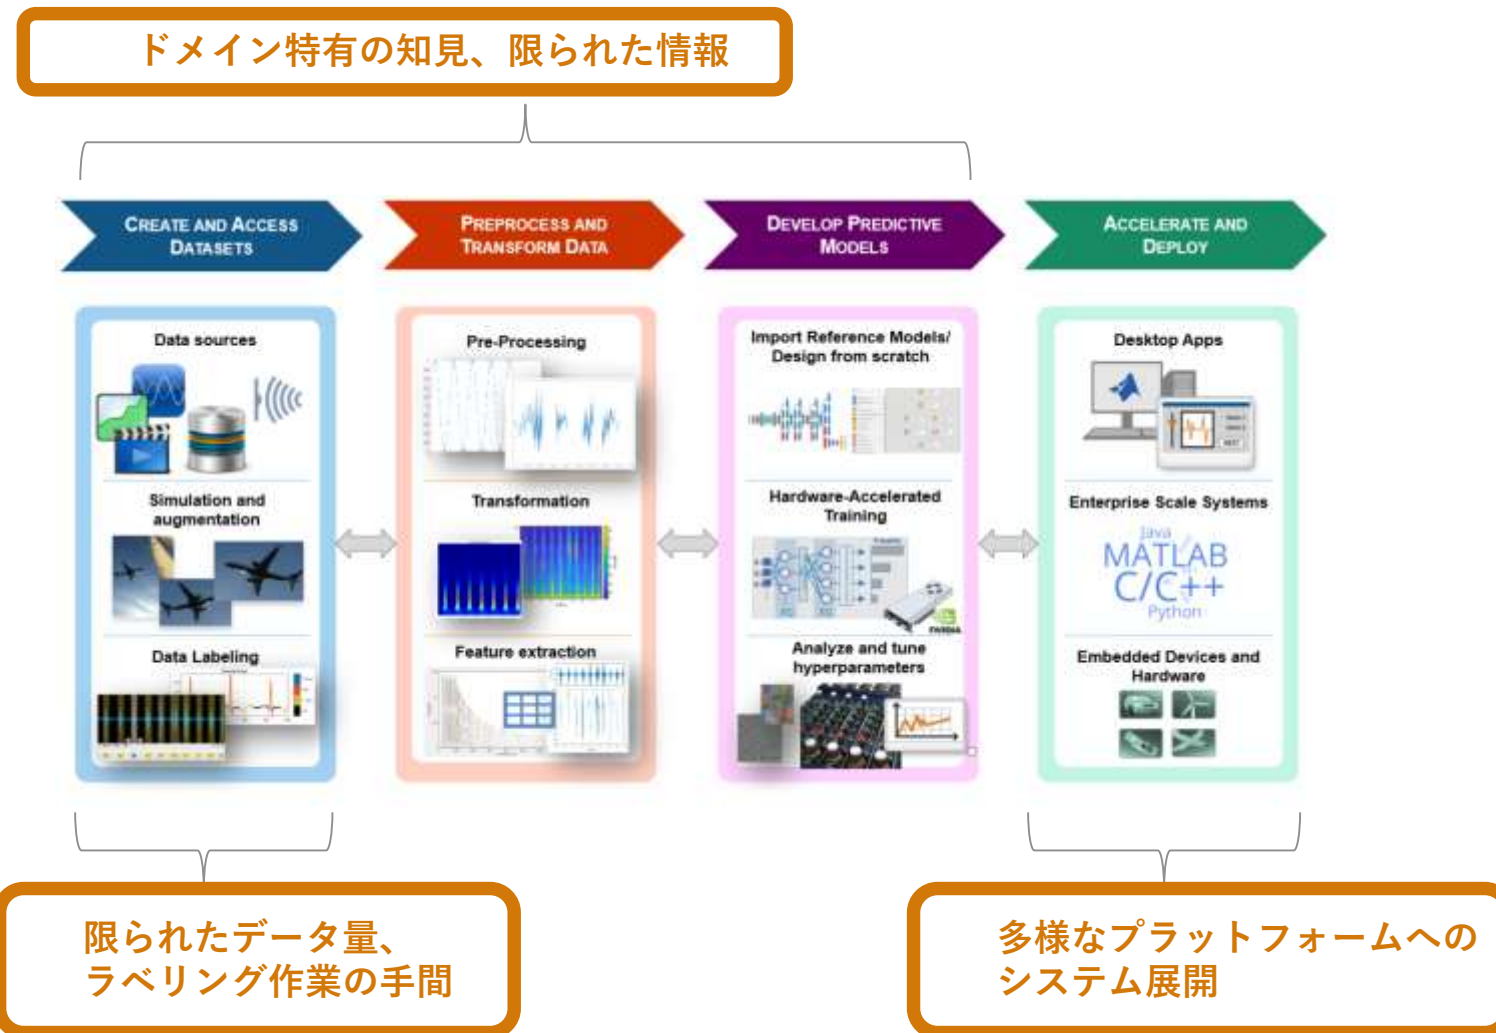 ドメイン特有の知見、限られた情報
CREATE AND ACCESS
DATASETS
PREPROCESS AND
TRANSFORM DATA
DEVELOP PREDICTIVE
MODELS
ACCELERATE AND
DEPLOY
Data sources
Simulation and
augmentation
Data Labeling
Pre-Processing
Transformation
Feature extraction
Import Reference Models/
Design from scratch
Hardware-Accelerated
Training
NVIDIA
Analyze and tune
hyperparameters
Desktop Apps
Enterprise Scale Systems
Java
MATLAB
C/C++
Python
Embedded Devices and
Hardware
限られたデータ量、
ラベリング作業の手間
多様なプラットフォームへの
システム展開